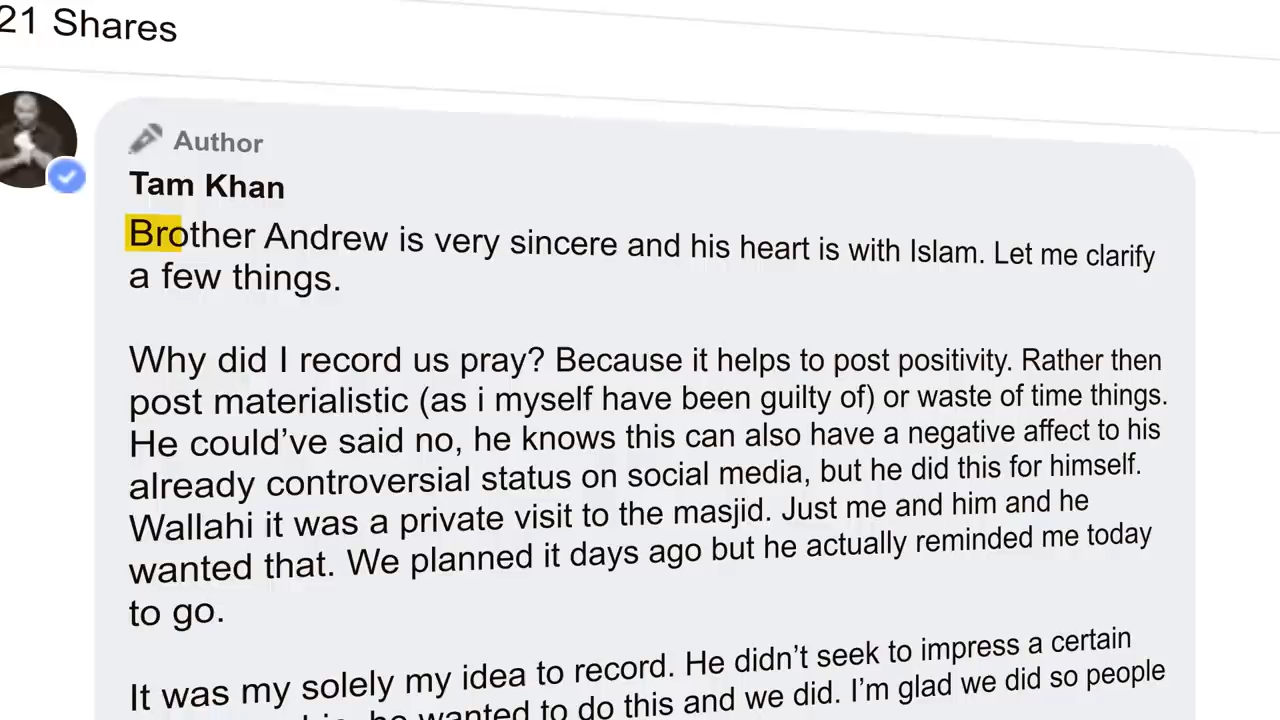 21 Shares
Author
Tam Khan
Brother Andrew is very sincere and his heart is with Islam. Let me clarify
a few things.
Why did I record us pray? Because it helps to post positivity. Rather then
post materialistic (as i myself have been guilty of) or waste of time things.
He could've said no, he knows this can also have a negative affect to his
already controversial status on social media, but he did this for himself.
Wallahi it was a private visit to the masjid. Just me and him and he
wanted that. We planned it days ago but he actually reminded me today
to go.
It was my solely my idea to record. He didn't seek to impress a certain
he wanted to do this and we did. I'm glad we did so people